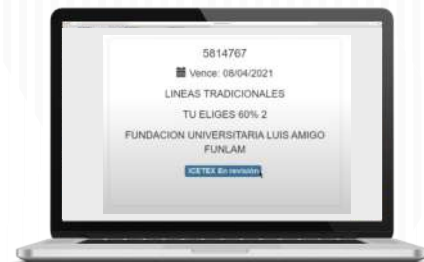 5814767
Vence: 08/04/2021
LINEAS TRADICIONALES
TU ELIGES 60% 2
FUNDACION UNIVERSITARIA LUIS AMIGO
FUNLAM
ICETEX En revisión